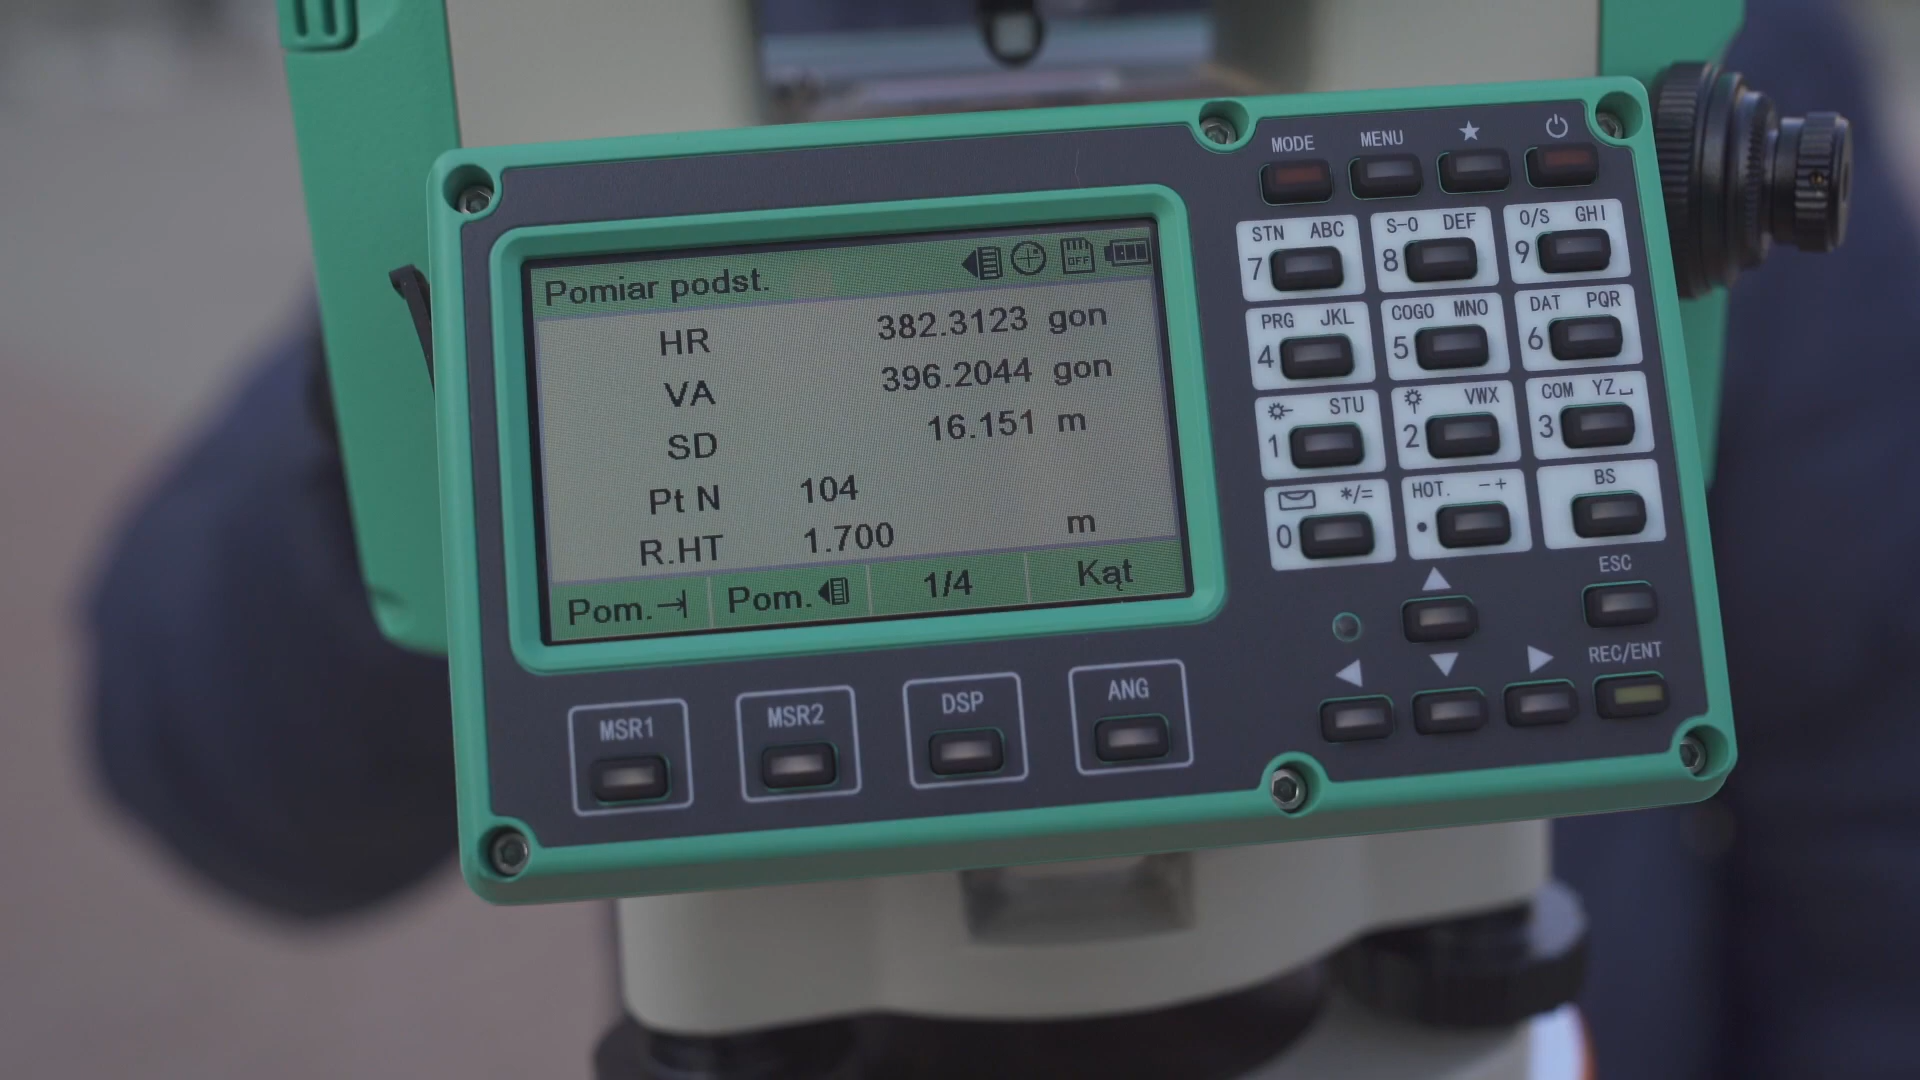 Pomiar podst.
OFF
HR 382.3123 gon
VA 396.2044 gon
SD 16.151 m
Pt N 104
R.HT 1.700 m
Pom. Pom. 1/4 Kąt
MSR1 MSR2 DSP ANG
MODE MENU ★
STN ABC S-O DEF O/S GHI
7 8 9
PRG JKL COGO MNO DAT PQR
4 5 6
STU VWX COM YZ␣
1 2 3
*/= HOT. -+ BS
0 .
ESC
REC/ENT